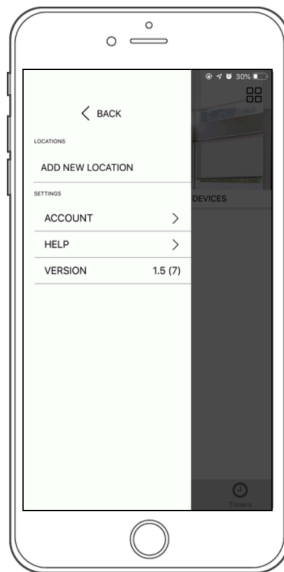 30%
BACK
LOCATIONS
ADD NEW LOCATION
SETTINGS
DEVICES
ACCOUNT
HELP
VERSION 1.5 (7)